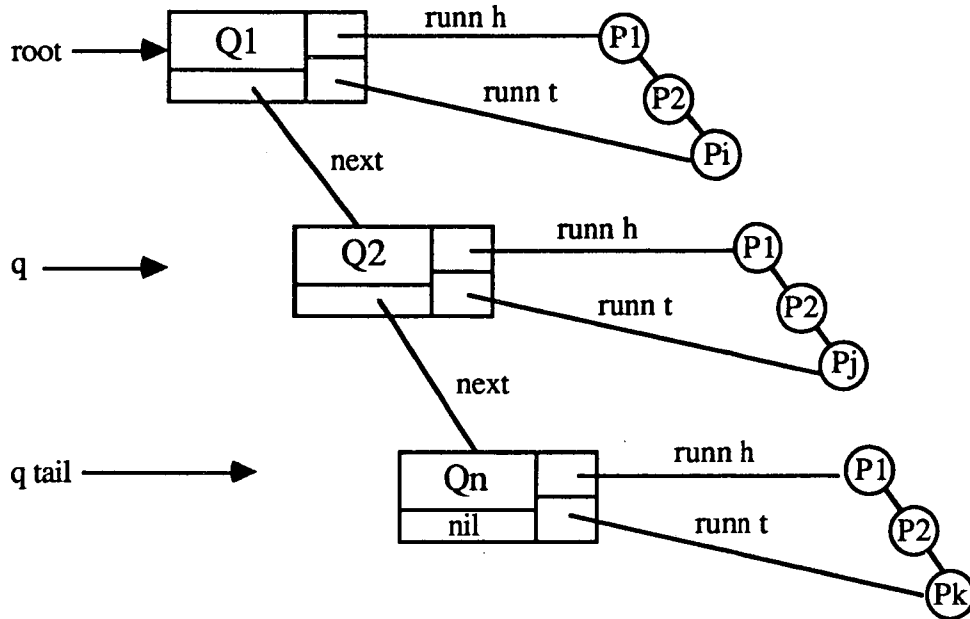 runn h
Q1
P1
root
runn t
P2
Pi
next
runn h
Q2
P1
q
runn t
P2
Pj
next
runn h
q tail
Qn
P1
nil
runn t
P2
Pk